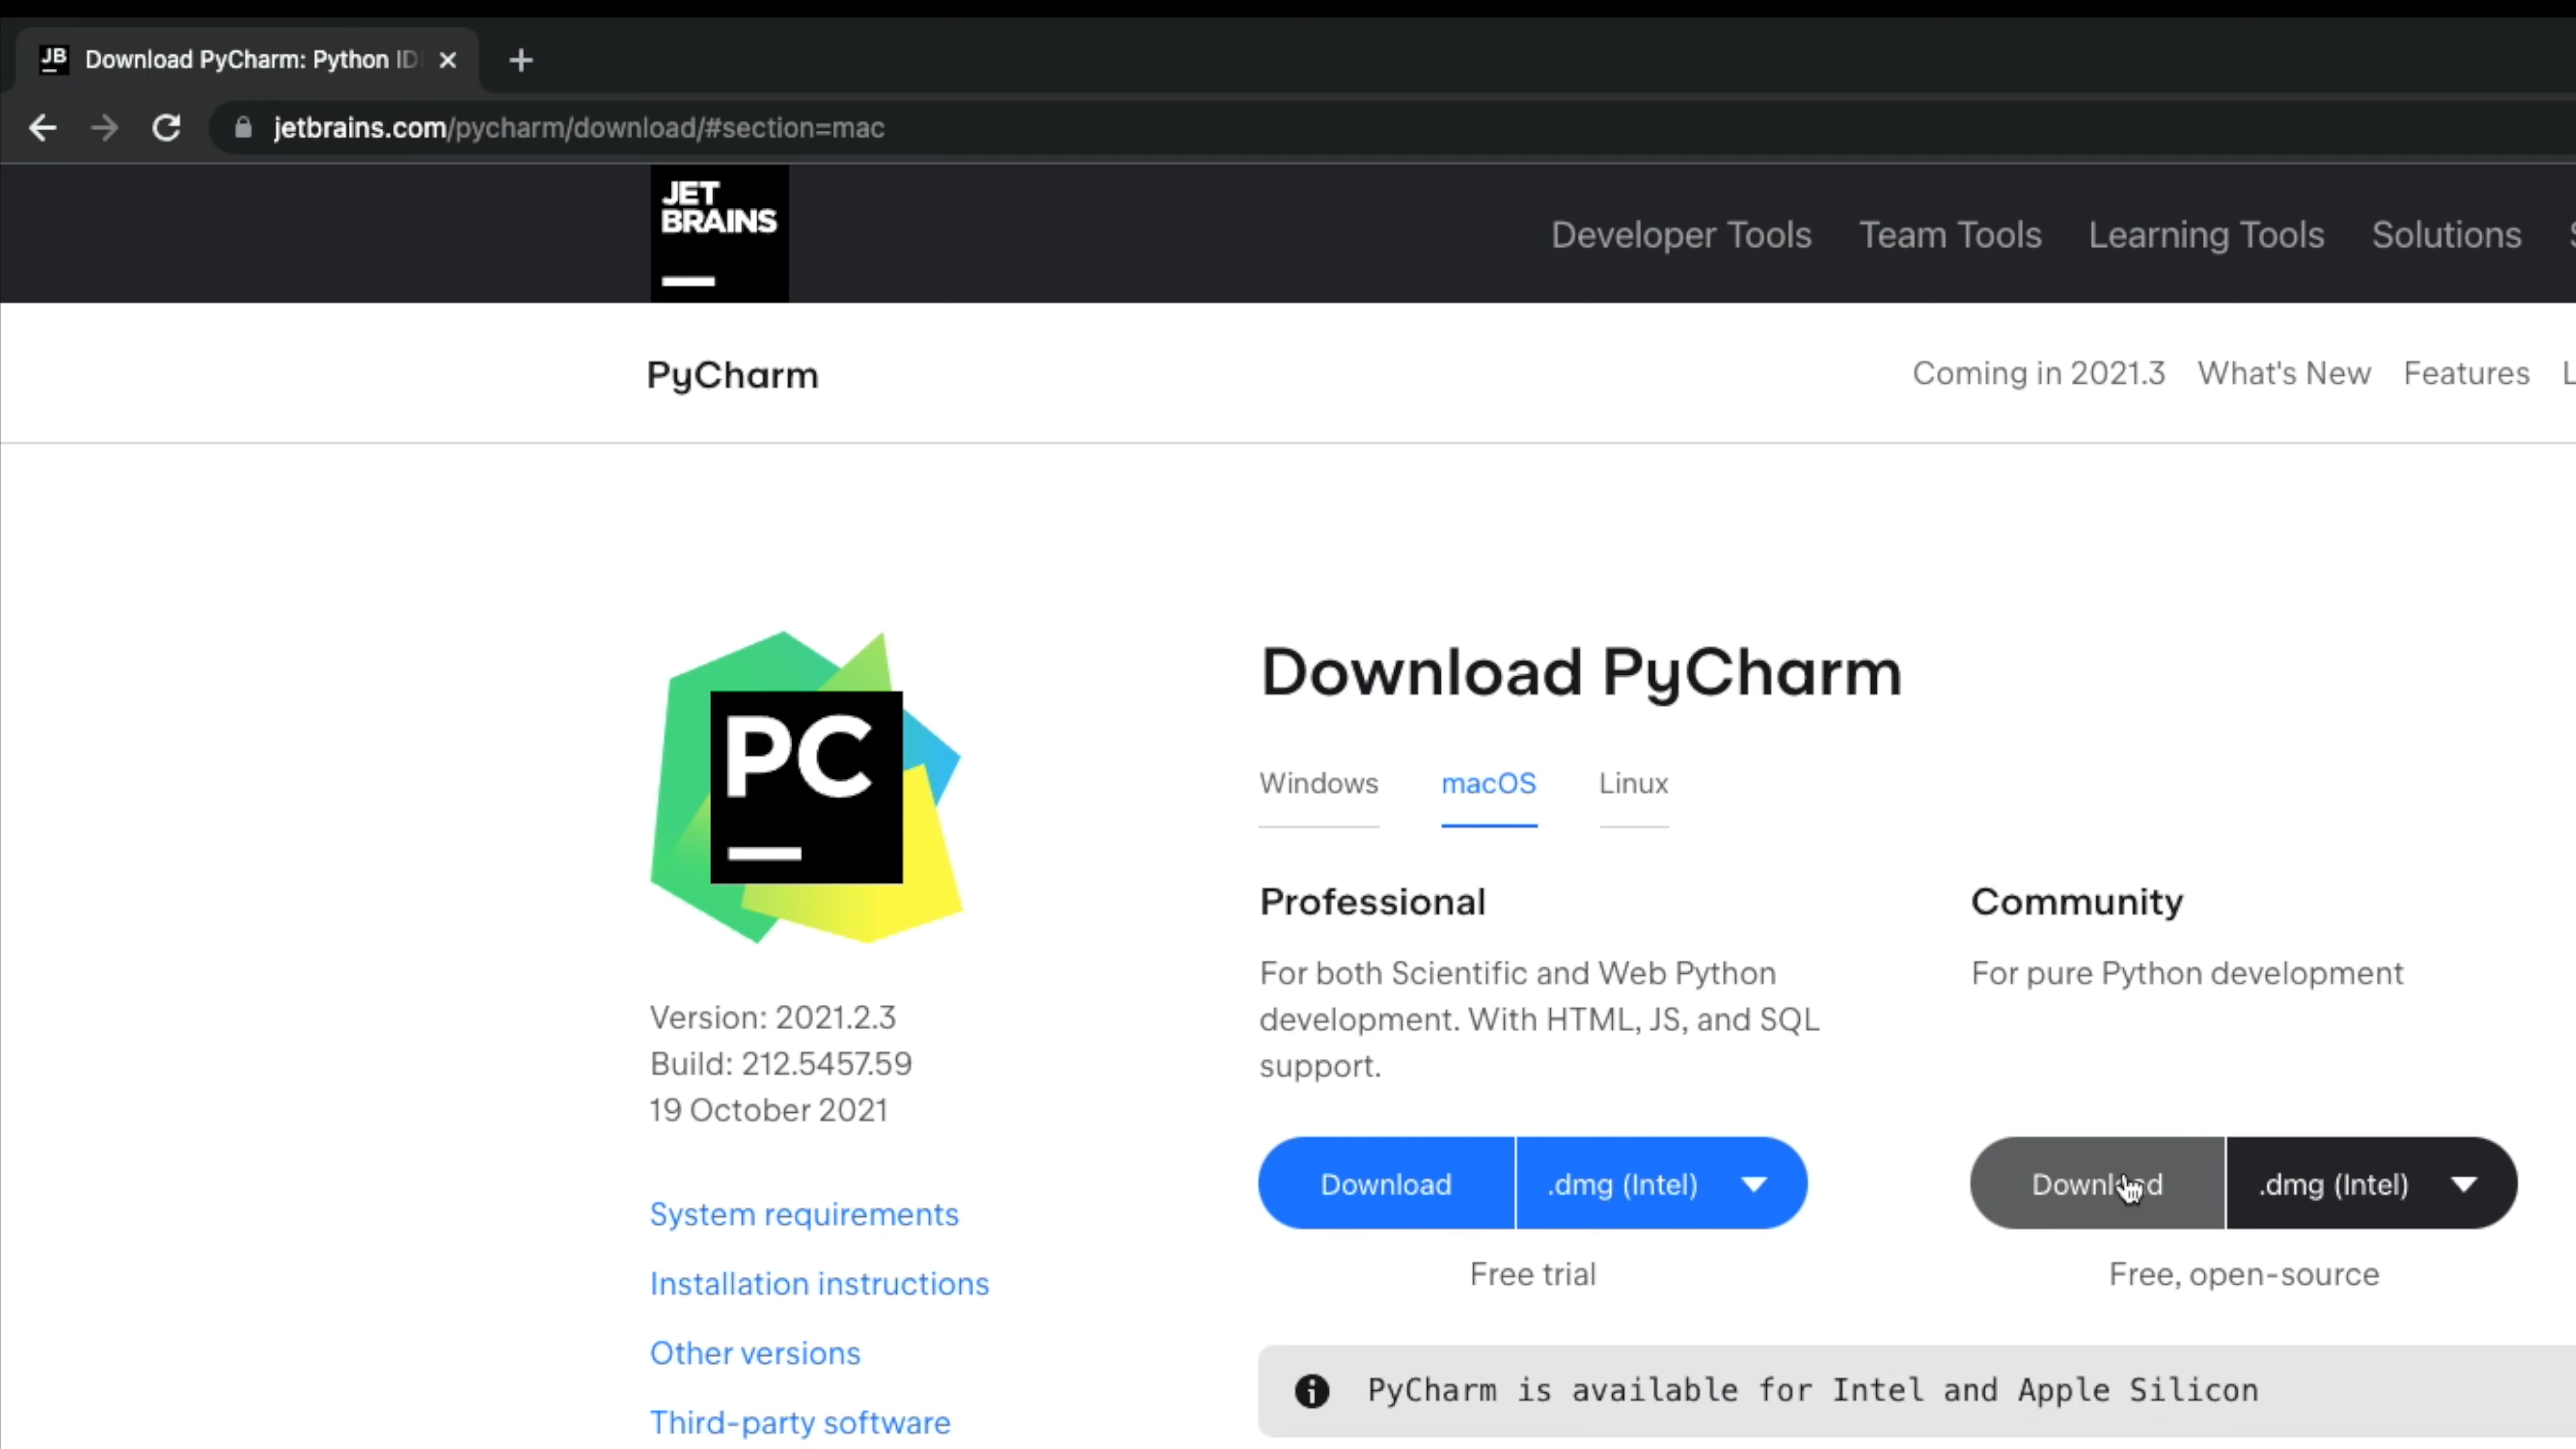 JB Download PyCharm: Python ID
jetbrains.com/pycharm/download/#section=mac
JET
BRAINS
Developer Tools Team Tools Learning Tools Solutions
PyCharm
Coming in 2021.3 What's New Features
PC
Download PyCharm
Windows macOS Linux
Professional
For both Scientific and Web Python
development. With HTML, JS, and SQL
support.
Download .dmg (Intel)
Free trial
Community
For pure Python development
Download .dmg (Intel)
Free, open-source
Version: 2021.2.3
Build: 212.5457.59
19 October 2021
System requirements
Installation instructions
Other versions
Third-party software
PyCharm is available for Intel and Apple Silicon